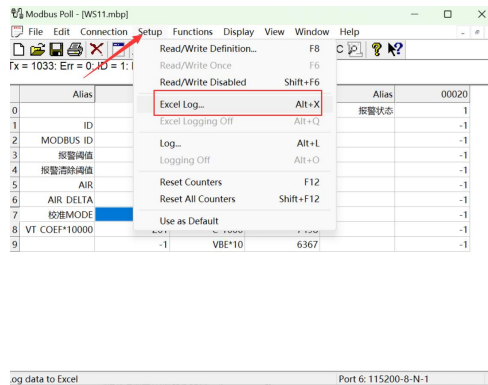 Modbus Poll - [WS11.mbp]
File Edit Connection Setup Functions Display View Window Help
Tx = 1033: Err = 0: ID = 1:
Read/Write Definition... F8
Read/Write Once F6
Read/Write Disabled Shift+F6
Excel Log... Alt+X
Excel Logging Off Alt+Q
Log... Alt+L
Logging Off Alt+O
Reset Counters F12
Reset All Counters Shift+F12
Use as Default
Alias Alias 00020
0 报警状态 1
1 ID -1
2 MODBUS ID -1
3 报警阈值 -1
4 报警清除阈值 -1
5 AIR -1
6 AIR DELTA -1
7 校准MODE -1
8 VT COEF*10000 -1
9 -1 VBE*10 6367 -1
Log data to Excel Port 6: 115200-8-N-1